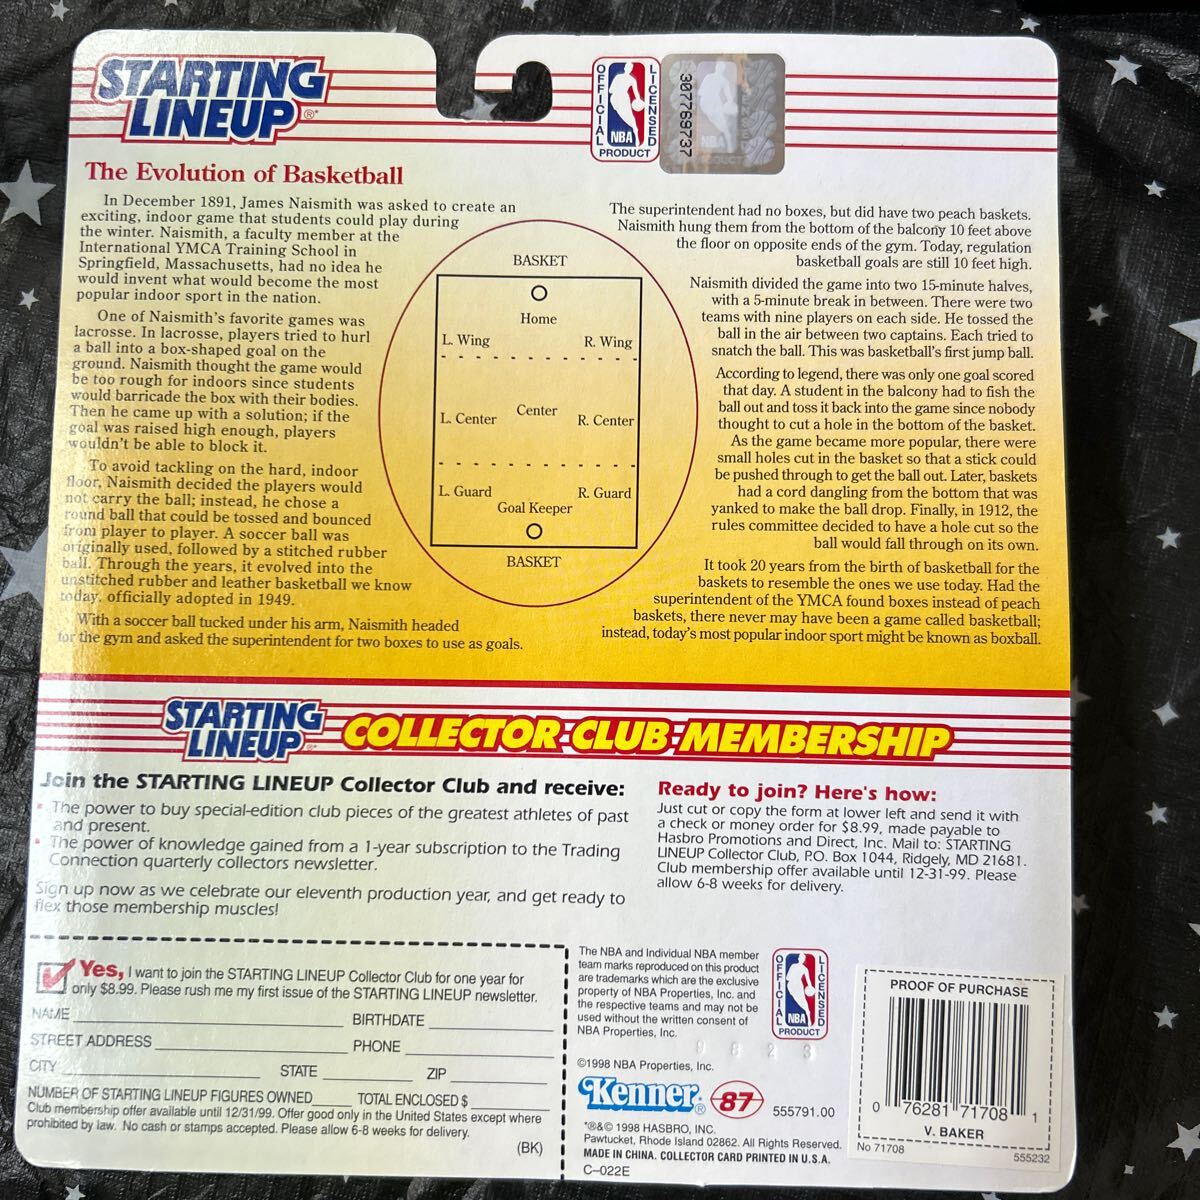 STARTING
LINEUP®*
OFFICIAL
LICENSED
NBA
PRODUCT
307769737
NBA
The Evolution of Basketball
In December 1891, James Naismith was asked to create an
exciting, indoor game that students could play during
the winter. Naismith, a faculty member at the
International YMCA Training School in
Springfield, Massachusetts, had no idea he
would invent what would become the most
popular indoor sport in the nation.
One of Naismith's favorite games was
lacrosse. In lacrosse, players tried to hurl
a ball into a box-shaped goal on the
ground. Naismith thought the game would
be too rough for indoors since students
would barricade the box with their bodies.
Then he came up with a solution; if the
goal was raised high enough, players
wouldn't be able to block it.
To avoid tackling on the hard, indoor
floor, Naismith decided the players would
not carry the ball; instead, he chose a
round ball that could be tossed and bounced
from player to player. A soccer ball was
originally used, followed by a stitched rubber
ball. Through the years, it evolved into the
unstitched rubber and leather basketball we know
today, officially adopted in 1949.
With a soccer ball tucked under his arm, Naismith headed
for the gym and asked the superintendent for two boxes to use as goals.
BASKET
Home
L. Wing R. Wing
L. Center Center R. Center
L. Guard R. Guard
Goal Keeper
BASKET
The superintendent had no boxes, but did have two peach baskets.
Naismith hung them from the bottom of the balcony 10 feet above
the floor on opposite ends of the gym. Today, regulation
basketball goals are still 10 feet high.
Naismith divided the game into two 15-minute halves,
with a 5-minute break in between. There were two
teams with nine players on each side. He tossed the
ball in the air between two captains. Each tried to
snatch the ball. This was basketball's first jump ball.
According to legend, there was only one goal scored
that day. A student in the balcony had to fish the
ball out and toss it back into the game since nobody
thought to cut a hole in the bottom of the basket.
As the game became more popular, there were
small holes cut in the basket so that a stick could
be pushed through to get the ball out. Later, baskets
had a cord dangling from the bottom that was
yanked to make the ball drop. Finally, in 1912, the
rules committee decided to have a hole cut so the
ball would fall through on its own.
It took 20 years from the birth of basketball for the
baskets to resemble the ones we use today. Had the
superintendent of the YMCA found boxes instead of peach
baskets, there never may have been a game called basketball;
instead, today's most popular indoor sport might be known as boxball.
STARTING
LINEUP®*
COLLECTOR CLUB MEMBERSHIP
Join the STARTING LINEUP Collector Club and receive:
• The power to buy special-edition club pieces of the greatest athletes of past
and present.
• The power of knowledge gained from a 1-year subscription to the Trading
Connection quarterly collectors newsletter.
Sign up now as we celebrate our eleventh production year, and get ready to
flex those membership muscles!
Ready to join? Here's how:
Just cut or copy the form at lower left and send it with
a check or money order for $8.99, made payable to
Hasbro Promotions and Direct, Inc. Mail to: STARTING
LINEUP Collector Club, P.O. Box 1044, Ridgely, MD 21681.
Club membership offer available until 12-31-99. Please
allow 6-8 weeks for delivery.
Yes, I want to join the STARTING LINEUP Collector Club for one year for
only $8.99. Please rush me my first issue of the STARTING LINEUP newsletter.
NAME BIRTHDATE
STREET ADDRESS PHONE
CITY STATE ZIP
NUMBER OF STARTING LINEUP FIGURES OWNED TOTAL ENCLOSED $
Club membership offer available until 12/31/99. Offer good only in the United States except where
prohibited by law. No cash or stamps accepted. Please allow 6-8 weeks for delivery.
(BK)
The NBA and Individual NBA member
team marks reproduced on this product
are trademarks which are the exclusive
property of NBA Properties, Inc. and
the respective teams and may not be
used without the written consent of
NBA Properties, Inc.
OFFICIAL
LICENSED
NBA
PRODUCT
©1998 NBA Properties, Inc.
Kenner® 87 555791.00
*®&© 1998 HASBRO, INC.
Pawtucket, Rhode Island 02862. All Rights Reserved.
MADE IN CHINA. COLLECTOR CARD PRINTED IN U.S.A.
C-022E
PROOF OF PURCHASE
0 76281 71708 1
V. BAKER
No 71708
555232